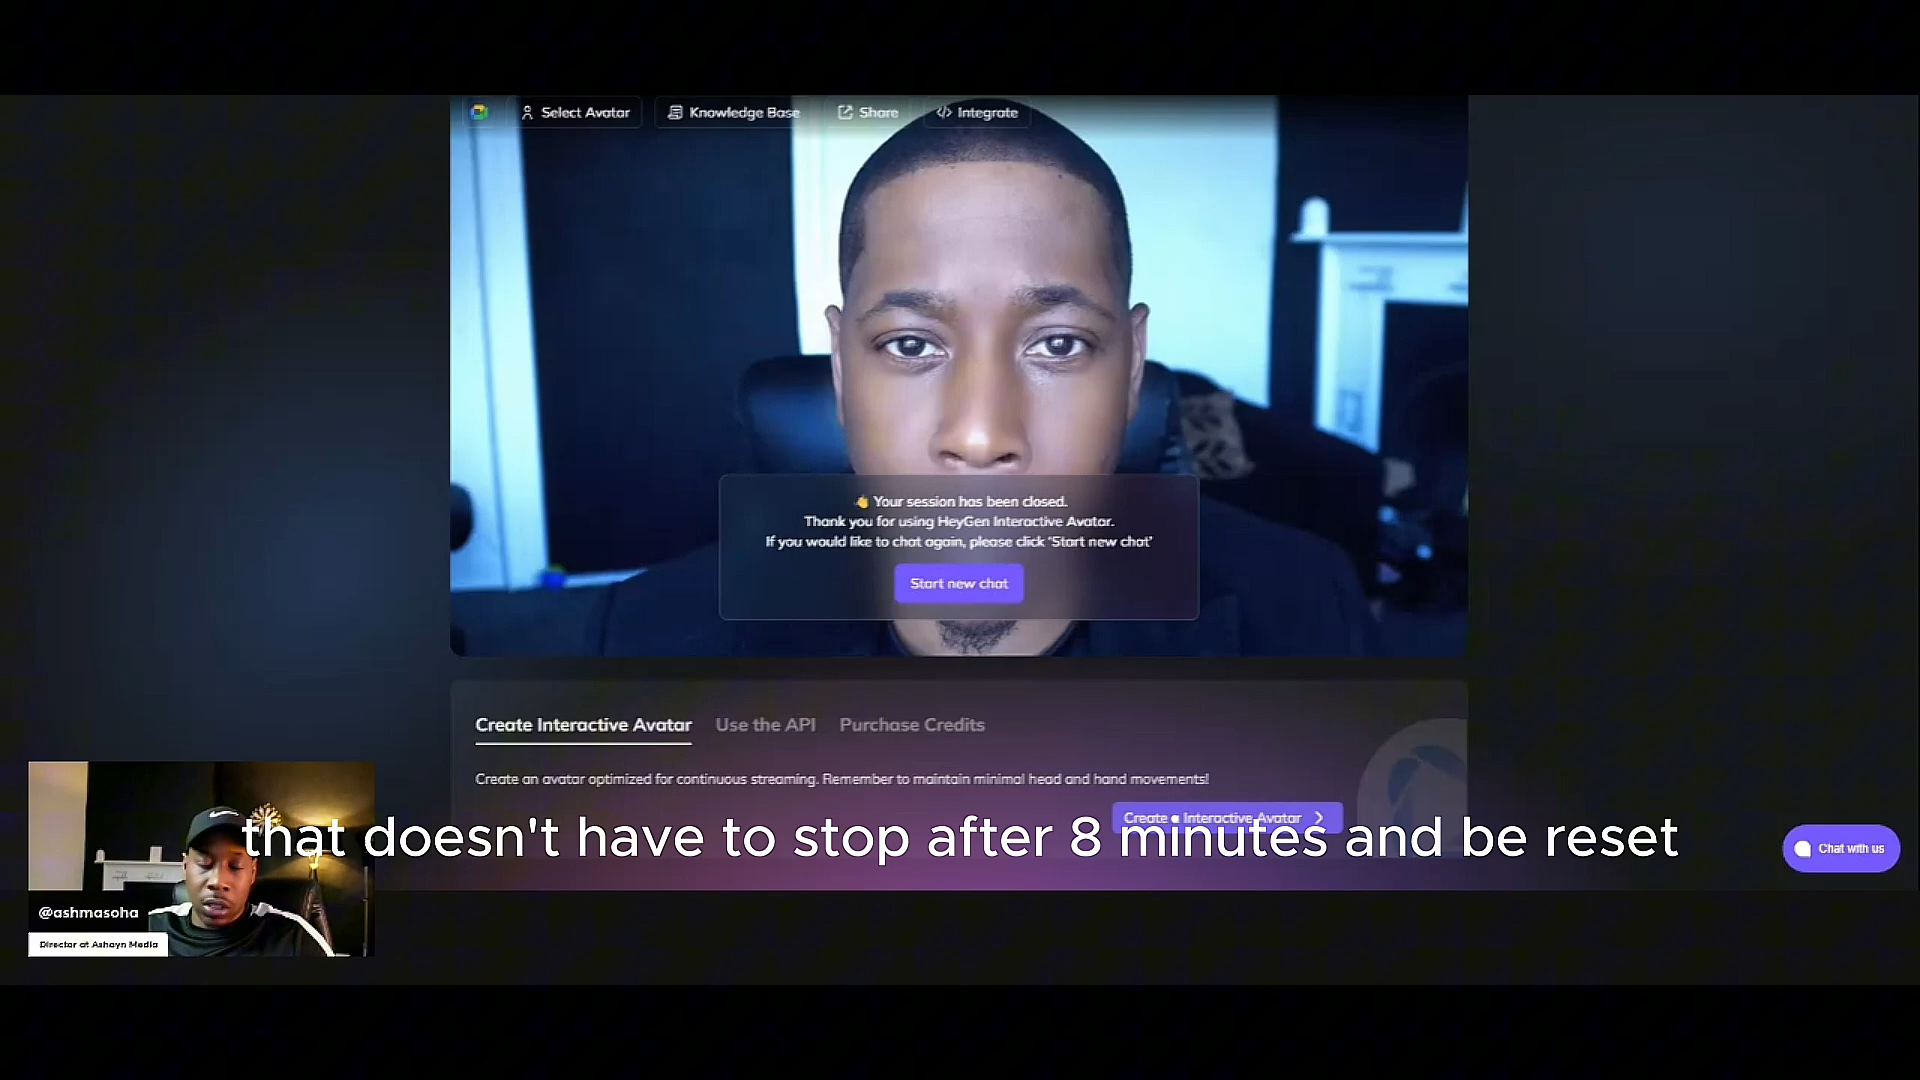 Select Avatar
Knowledge Base
Share
Integrate
Your session has been closed.
Thank you for using HeyGen Interactive Avatar.
If you would like to chat again, please click 'Start new chat'
Start new chat
Create Interactive Avatar
Use the API
Purchase Credits
Create an avatar optimized for continuous streaming. Remember to maintain minimal head and hand movements!
Create Interactive Avatar
that doesn't have to stop after 8 minutes and be reset
Chat with us
@ashmasoha
Director at Ashayn Media